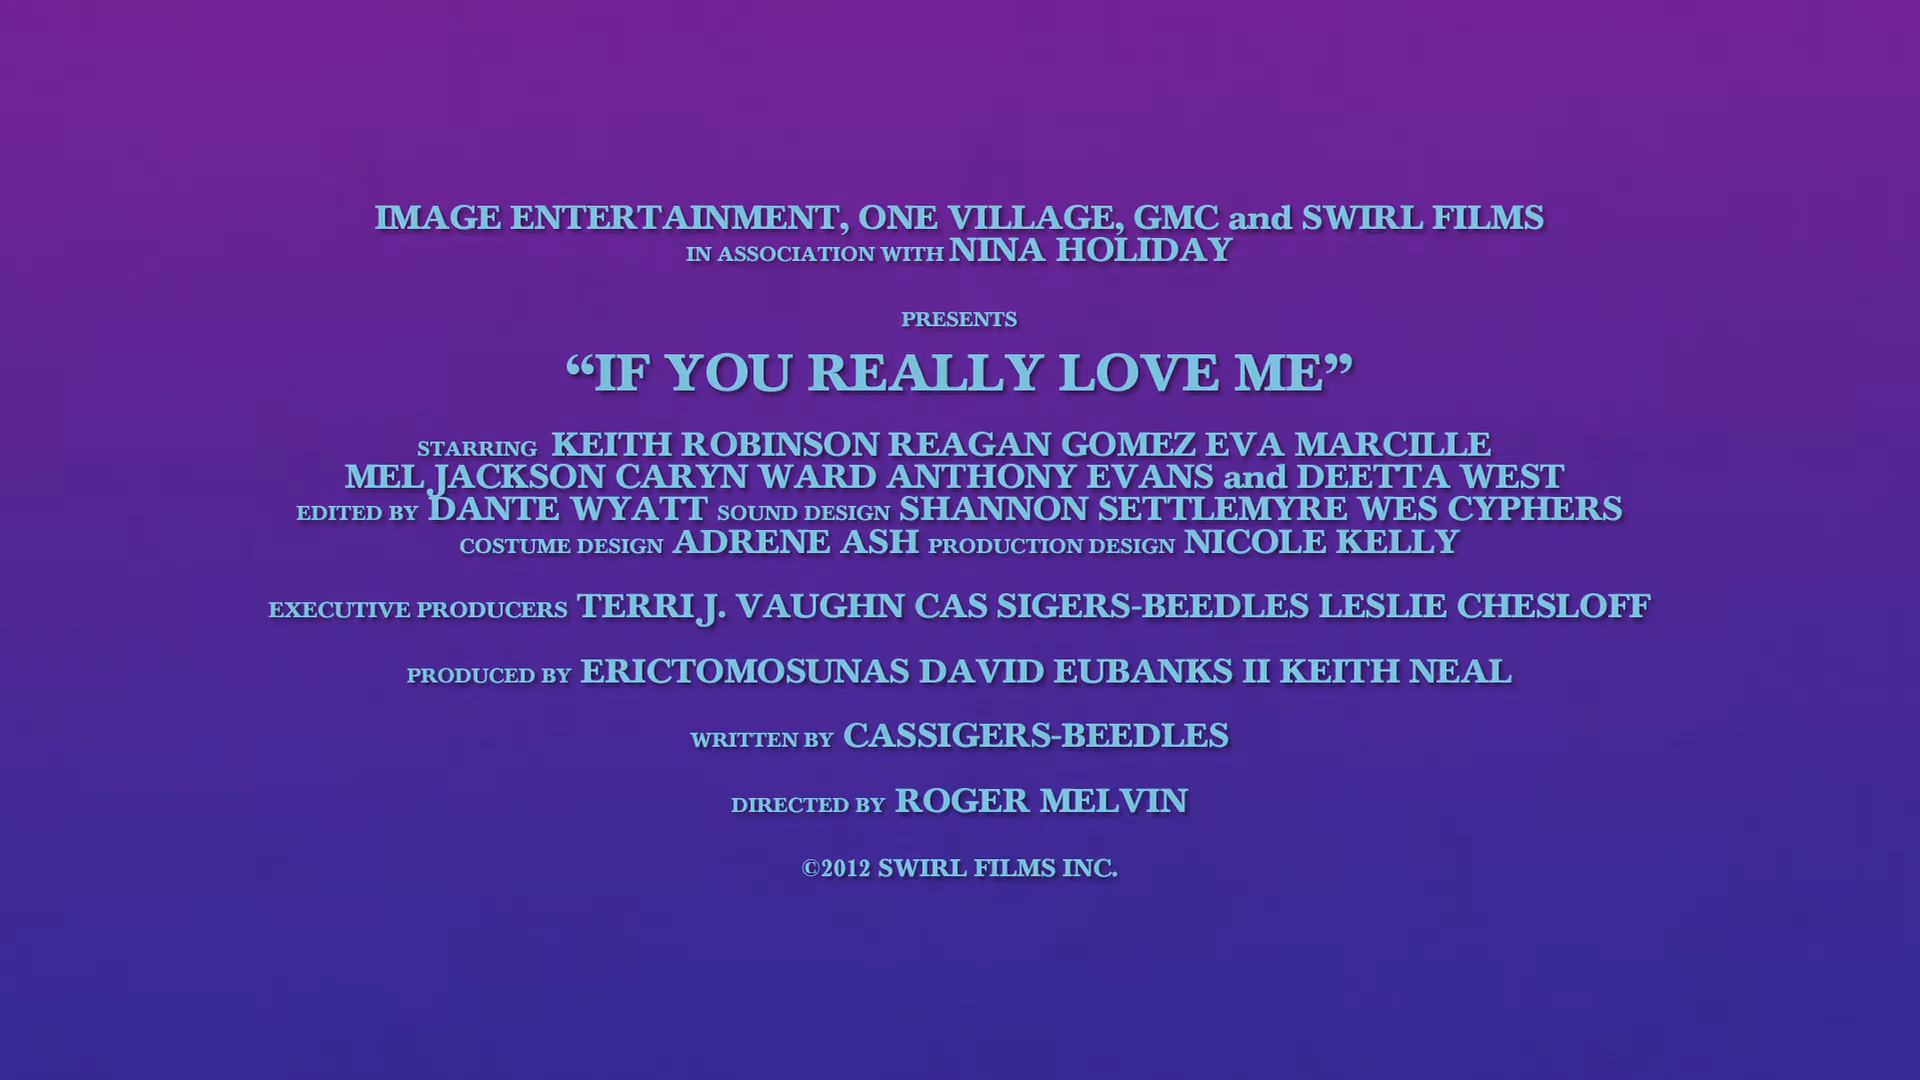 IMAGE ENTERTAINMENT, ONE VILLAGE, GMC and SWIRL FILMS
IN ASSOCIATION WITH NINA HOLIDAY
PRESENTS
“IF YOU REALLY LOVE ME”
STARRING KEITH ROBINSON REAGAN GOMEZ EVA MARCILLE
MEL JACKSON CARYN WARD ANTHONY EVANS and DEETTA WEST
EDITED BY DANTE WYATT SOUND DESIGN SHANNON SETTLEMYRE WES CYPHERS
COSTUME DESIGN ADRENE ASH PRODUCTION DESIGN NICOLE KELLY
EXECUTIVE PRODUCERS TERRI J. VAUGHN CAS SIGERS-BEEDLES LESLIE CHESLOFF
PRODUCED BY ERICTOMOSUNAS DAVID EUBANKS II KEITH NEAL
WRITTEN BY CASSIGERS-BEEDLES
DIRECTED BY ROGER MELVIN
©2012 SWIRL FILMS INC.